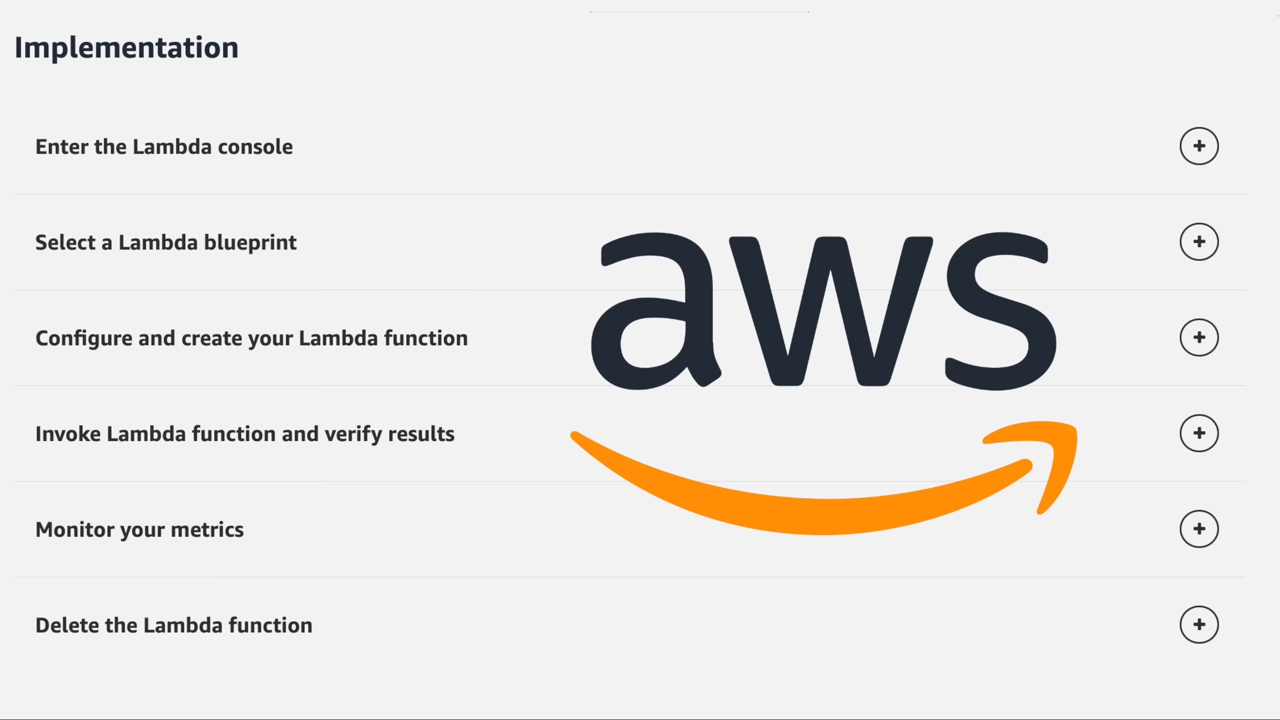 Implementation
Enter the Lambda console
Select a Lambda blueprint
Configure and create your Lambda function
aws
Invoke Lambda function and verify results
Monitor your metrics
Delete the Lambda function